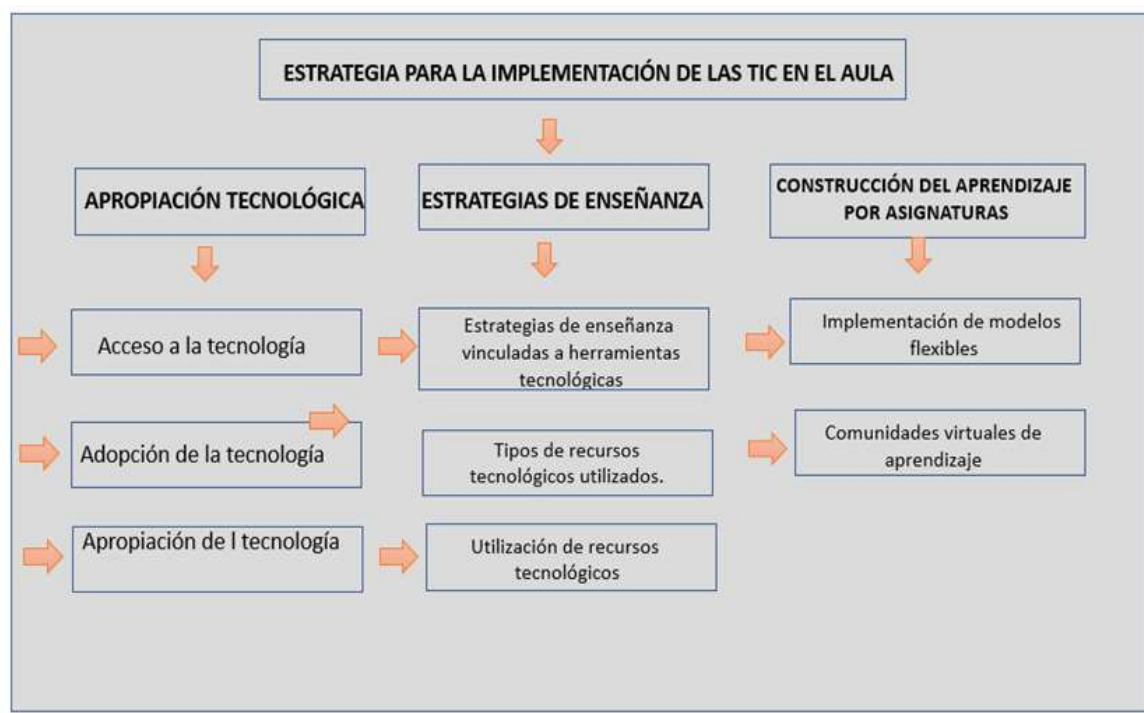 ESTRATEGIA PARA LA IMPLEMENTACIÓN DE LAS TIC EN EL AULA
APROPIACIÓN TECNOLÓGICA
ESTRATEGIAS DE ENSEÑANZA
CONSTRUCCIÓN DEL APRENDIZAJE
POR ASIGNATURAS
Acceso a la tecnología
Estrategias de enseñanza
vinculadas a herramientas
tecnológicas
Implementación de modelos
flexibles
Adopción de la tecnología
Tipos de recursos
tecnológicos utilizados.
Comunidades virtuales de
aprendizaje
Apropiación de l tecnología
Utilización de recursos
tecnológicos